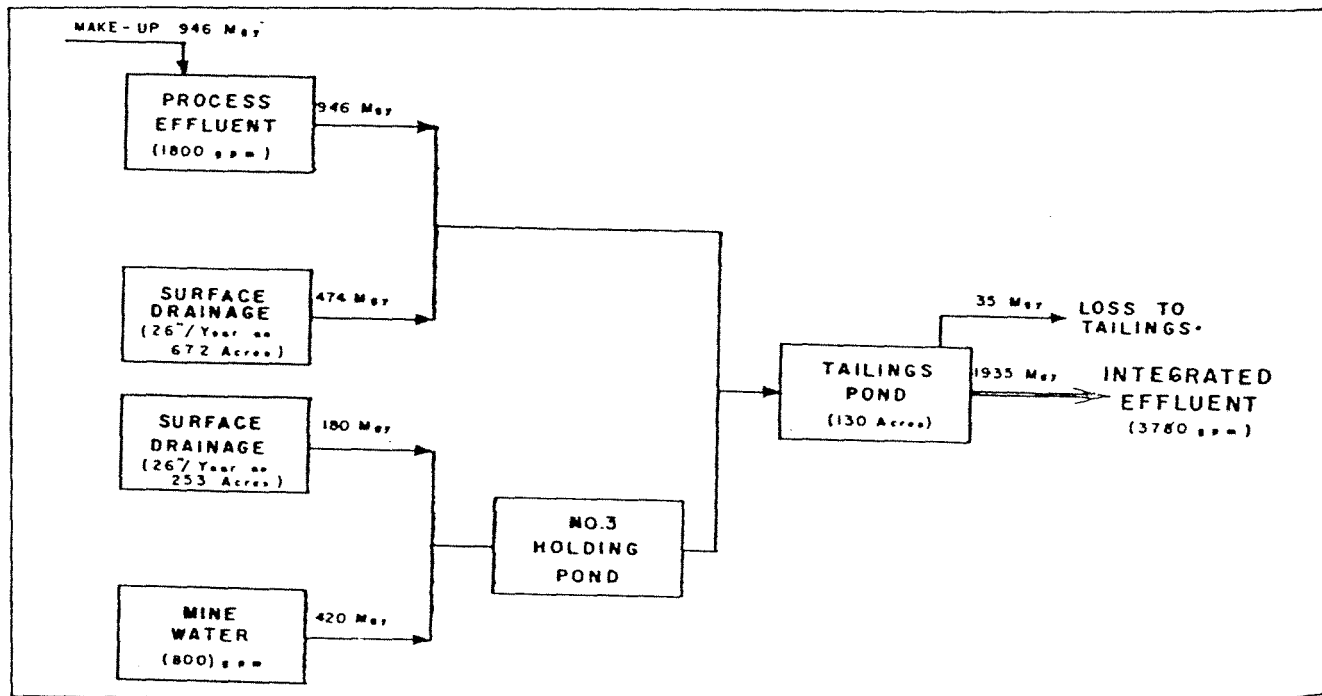 MAKE-UP 946 Mgy
PROCESS
EFFLUENT
(1800 gpm)
946 Mgy
SURFACE
DRAINAGE
(26"/Year on
672 Acres)
474 Mgy
SURFACE
DRAINAGE
(26"/Year on
253 Acres)
180 Mgy
MINE
WATER
(800) gpm
420 Mgy
NO.3
HOLDING
POND
TAILINGS
POND
(130 Acres)
35 Mgy
LOSS TO
TAILINGS.
1935 Mgy
INTEGRATED
EFFLUENT
(3780 gpm)